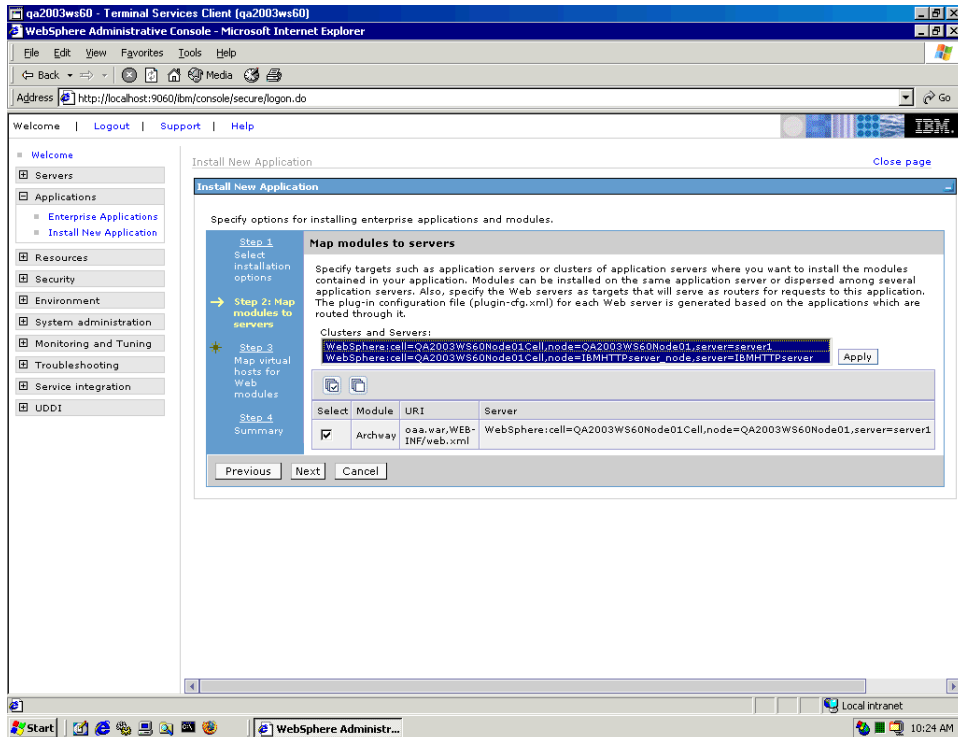 qa2003ws60 - Terminal Services Client (qa2003ws60)
WebSphere Administrative Console - Microsoft Internet Explorer
File Edit View Favorites Tools Help
Back Media
Address http://localhost:9060/ibm/console/secure/logon.do Go
Welcome | Logout | Support | Help IBM.
Welcome
Servers
Applications
Enterprise Applications
Install New Application
Resources
Security
Environment
System administration
Monitoring and Tuning
Troubleshooting
Service integration
UDDI
Install New Application Close page
Install New Application
Specify options for installing enterprise applications and modules.
Step 1
Select
installation
options
Step 2: Map
modules to
servers
Step 3
Map virtual
hosts for
Web
modules
Step 4
Summary
Map modules to servers
Specify targets such as application servers or clusters of application servers where you want to install the modules
contained in your application. Modules can be installed on the same application server or dispersed among several
application servers. Also, specify the Web servers as targets that will serve as routers for requests to this application.
The plug-in configuration file (plugin-cfg.xml) for each Web server is generated based on the applications which are
routed through it.
Clusters and Servers:
WebSphere:cell=QA2003WS60Node01Cell,node=QA2003WS60Node01,server=server1
WebSphere:cell=QA2003WS60Node01Cell,node=IBMHTTPserver_node,server=IBMHTTPserver
Apply
Select Module URI Server
Archway oaa.war,WEB-
INF/web.xml
WebSphere:cell=QA2003WS60Node01Cell,node=QA2003WS60Node01,server=server1
Previous Next Cancel
Local intranet
Start WebSphere Administr... 10:24 AM